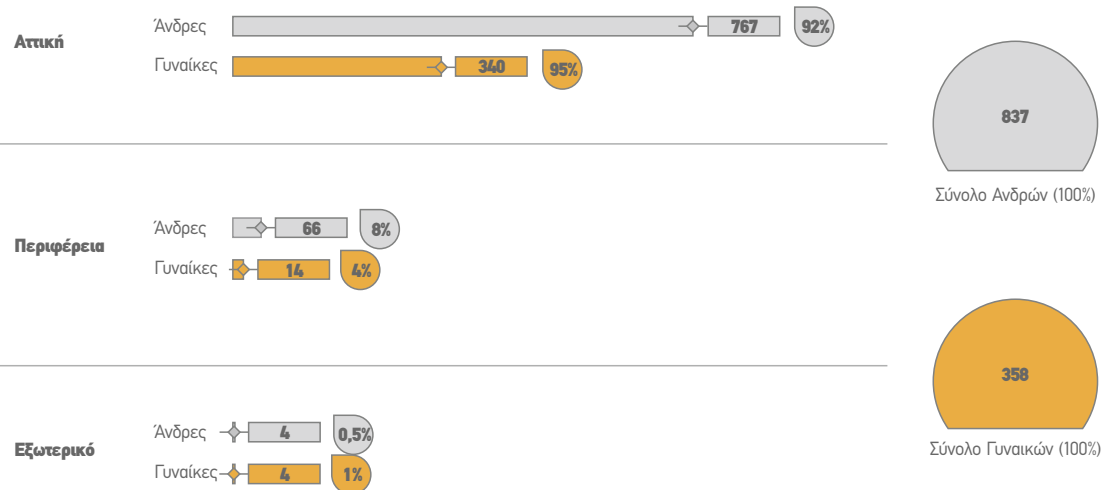 Αττική
Άνδρες 767 92%
Γυναίκες 340 95%
837
Σύνολο Ανδρών (100%)
Περιφέρεια
Άνδρες 66 8%
Γυναίκες 14 4%
358
Σύνολο Γυναικών (100%)
Εξωτερικό
Άνδρες 4 0,5%
Γυναίκες 4 1%